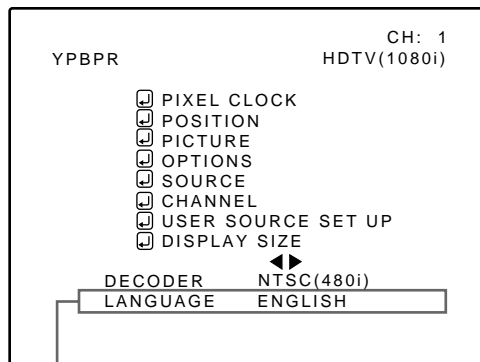 CH: 1
YPBPR HDTV(1080i)
PIXEL CLOCK
POSITION
PICTURE
OPTIONS
SOURCE
CHANNEL
USER SOURCE SET UP
DISPLAY SIZE
DECODER NTSC(480i)
LANGUAGE ENGLISH